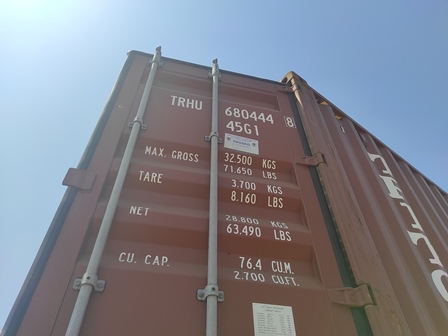 TRHU 680444 8
45G1
MAX. GROSS 32.500 KGS
71.650 LBS
TARE 3.700 KGS
8.160 LBS
NET 28.800 KGS
63.490 LBS
CU. CAP. 76.4 CU.M.
2.700 CU.FT.